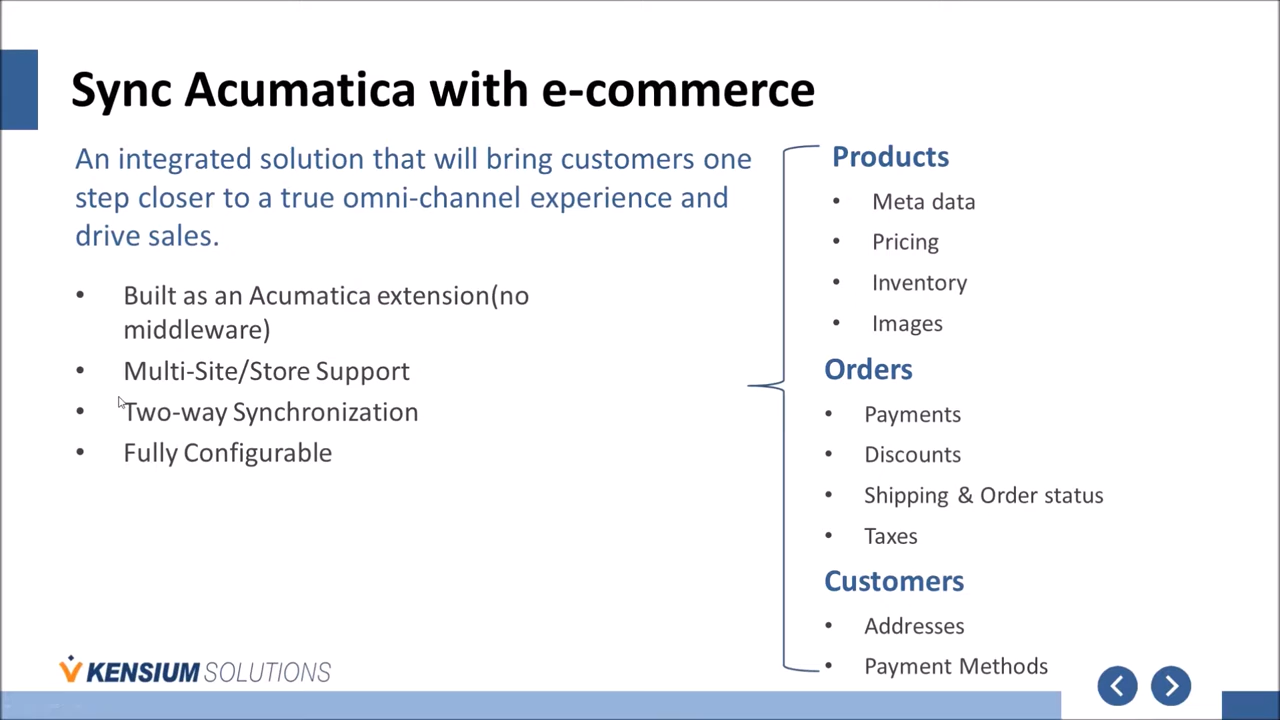 Sync Acumatica with e-commerce
An integrated solution that will bring customers one
step closer to a true omni-channel experience and
drive sales.
• Built as an Acumatica extension(no
middleware)
• Multi-Site/Store Support
• Two-way Synchronization
• Fully Configurable
Products
• Meta data
• Pricing
• Inventory
• Images
Orders
• Payments
• Discounts
• Shipping & Order status
• Taxes
Customers
• Addresses
• Payment Methods
KENSIUM SOLUTIONS